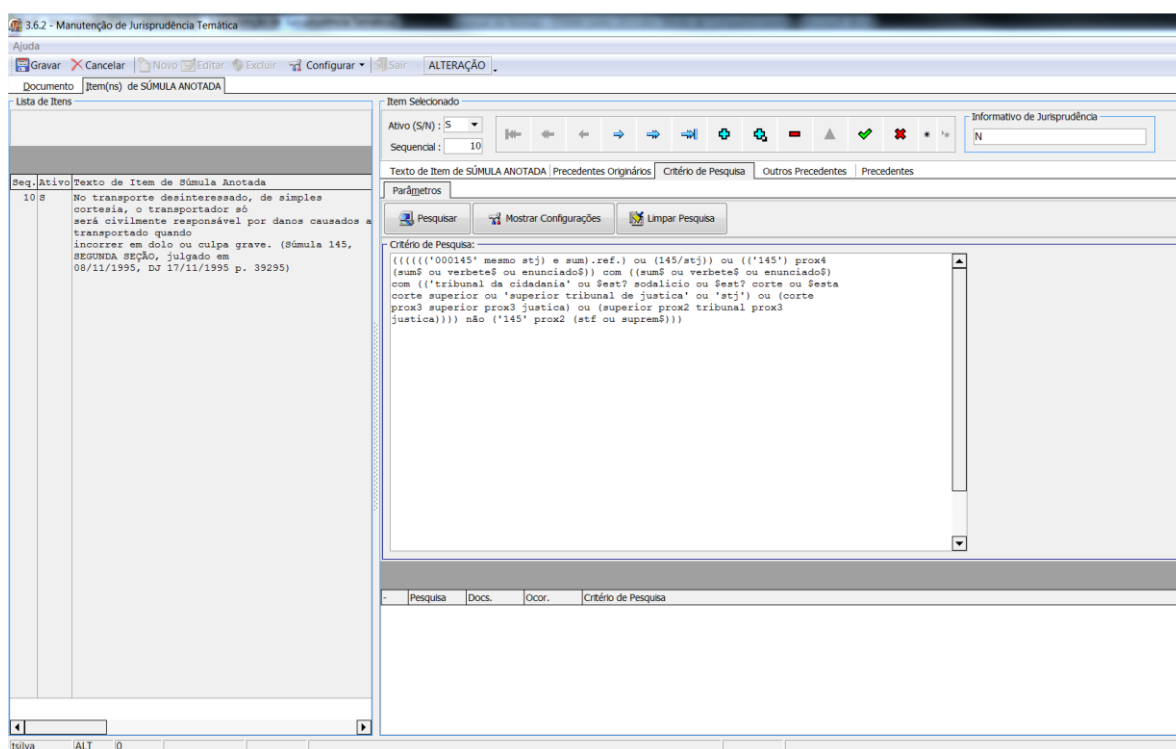 3.6.2 - Manutenção de Jurisprudência Temática
Ajuda
Gravar Cancelar Novo Editar Excluir Configurar Sair ALTERAÇÃO
Documento Item(ns) de SÚMULA ANOTADA
Lista de Itens
Seq. Ativo Texto de Item de Súmula Anotada
10 S No transporte desinteressado, de simples
cortesia, o transportador só
será civilmente responsável por danos causados a
transportado quando
incorrer em dolo ou culpa grave. (Súmula 145,
SEGUNDA SEÇÃO, julgado em
08/11/1995, DJ 17/11/1995 p. 39295)
Item Selecionado
Ativo (S/N) : S
Sequencial : 10
Informativo de Jurisprudência
N
Texto de Item de SÚMULA ANOTADA Precedentes Originários Critério de Pesquisa Outros Precedentes Precedentes
Parâmetros
Pesquisar Mostrar Configurações Limpar Pesquisa
Critério de Pesquisa:
(((((('000145' mesmo stj) e sum).ref.) ou (145/stj)) ou (('145') prox4
(sum$ ou verbete$ ou enunciado$)) com ((sum$ ou verbete$ ou enunciado$)
com (('tribunal da cidadania' ou $est? sodalicio ou $est? corte ou $esta
corte superior ou 'superior tribunal de justica' ou 'stj') ou (corte
prox3 superior prox3 justica) ou (superior prox2 tribunal prox3
justica)))) não ('145' prox2 (stf ou suprem$)))
- Pesquisa Docs. Ocor. Critério de Pesquisa
tsilva ALT 0